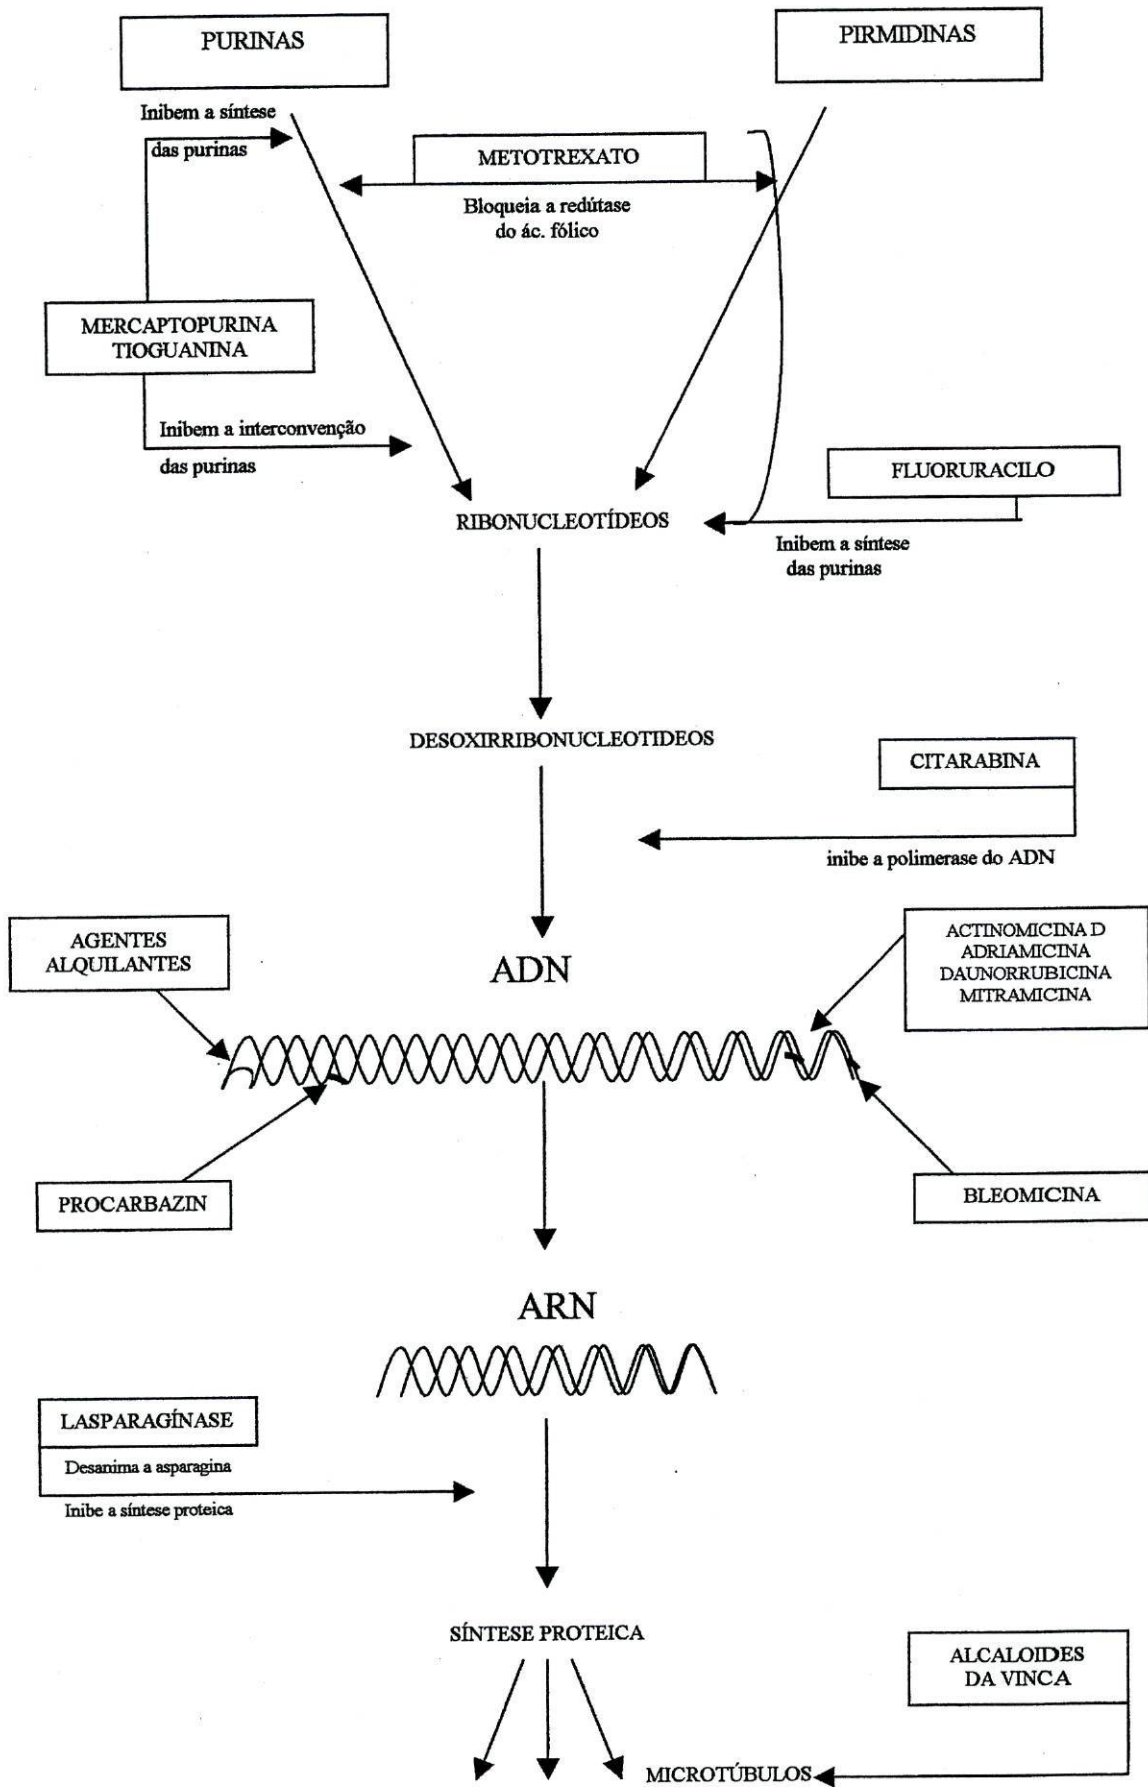 PURINAS
PIRMIDINAS
Inibem a síntese
das purinas
METOTREXATO
Bloqueia a redútase
do ác. fólico
MERCAPTOPURINA
TIOGUANINA
Inibem a interconvenção
das purinas
FLUORURACILO
RIBONUCLEOTÍDEOS
Inibem a síntese
das purinas
DESOXIRRIBONUCLEOTIDEOS
CITARABINA
inibe a polimerase do ADN
AGENTES
ALQUILANTES
ADN
ACTINOMICINA D
ADRIAMICINA
DAUNORRUBICINA
MITRAMICINA
PROCARBAZIN
BLEOMICINA
ARN
LASPARAGÍNASE
Desanima a asparagina
Inibe a síntese proteica
SÍNTESE PROTEICA
ALCALOIDES
DA VINCA
MICROTÚBULOS